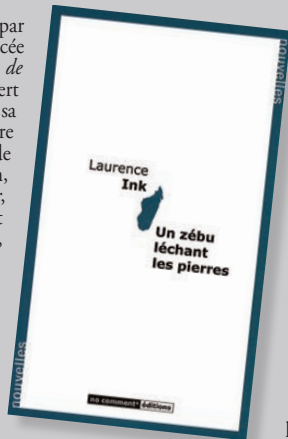 par
cée
de
ert
sa
re
le
n,
r,
t
,
nouvelles
Laurence
Ink
Un zébu
léchant
les pierres
nouvelles
no comment® éditions